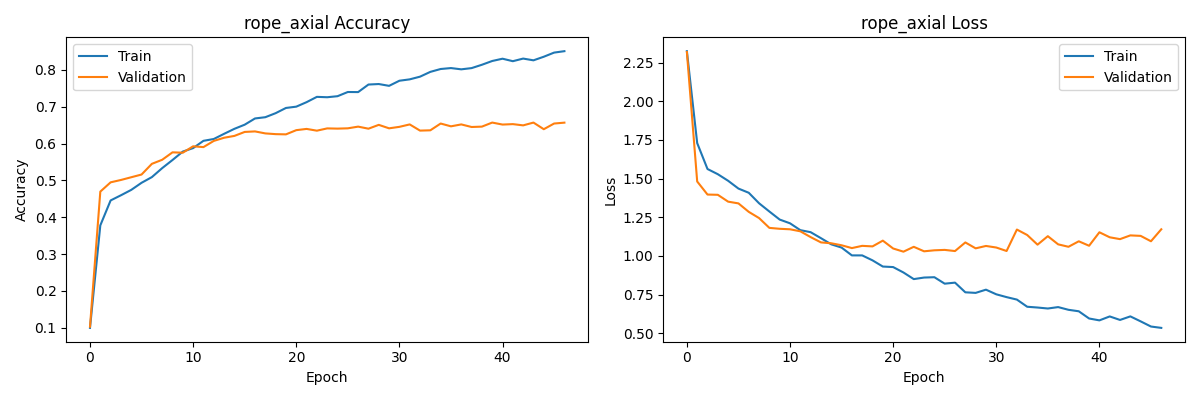 rope_axial Accuracy
Train
Validation
Accuracy
0.8
0.7
0.6
0.5
0.4
0.3
0.2
0.1
0 10 20 30 40
Epoch
rope_axial Loss
Train
Validation
Loss
2.25
2.00
1.75
1.50
1.25
1.00
0.75
0.50
0 10 20 30 40
Epoch